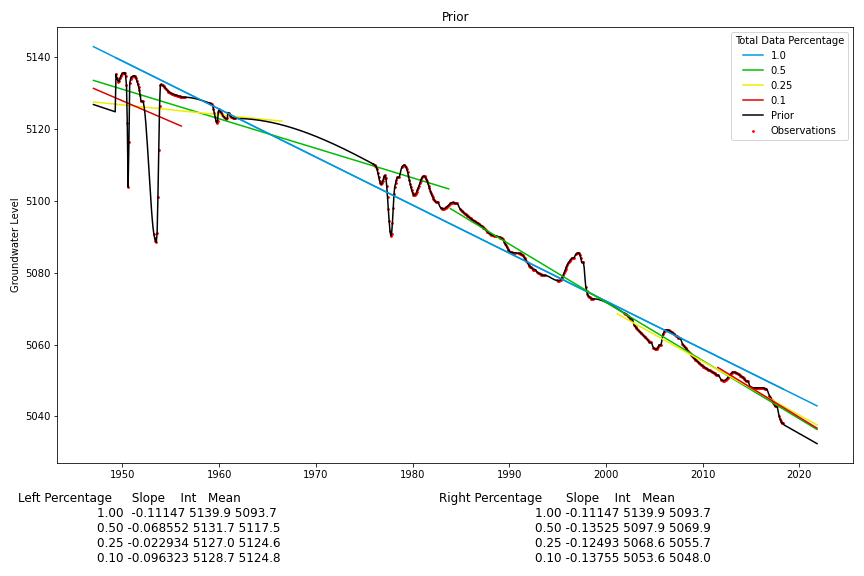 Prior
Total Data Percentage
1.0
0.5
0.25
0.1
Prior
Observations
Groundwater Level
5140
5120
5100
5080
5060
5040
1950 1960 1970 1980 1990 2000 2010 2020
Left Percentage Slope Int Mean
1.00 -0.11147 5139.9 5093.7
0.50 -0.068552 5131.7 5117.5
0.25 -0.022934 5127.0 5124.6
0.10 -0.096323 5128.7 5124.8
Right Percentage Slope Int Mean
1.00 -0.11147 5139.9 5093.7
0.50 -0.13525 5097.9 5069.9
0.25 -0.12493 5068.6 5055.7
0.10 -0.13755 5053.6 5048.0